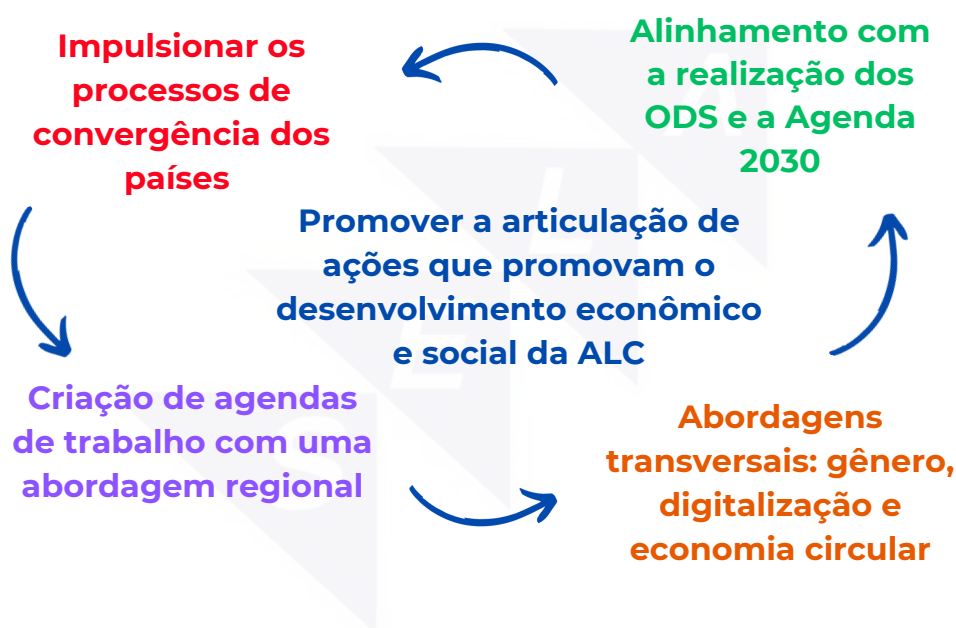 Impulsionar os
processos de
convergência dos
países
Alinhamento com
a realização dos
ODS e a Agenda
2030
Promover a articulação de
ações que promovam o
desenvolvimento econômico
e social da ALC
Criação de agendas
de trabalho com uma
abordagem regional
Abordagens
transversais: gênero,
digitalização e
economia circular
S
E
L
A